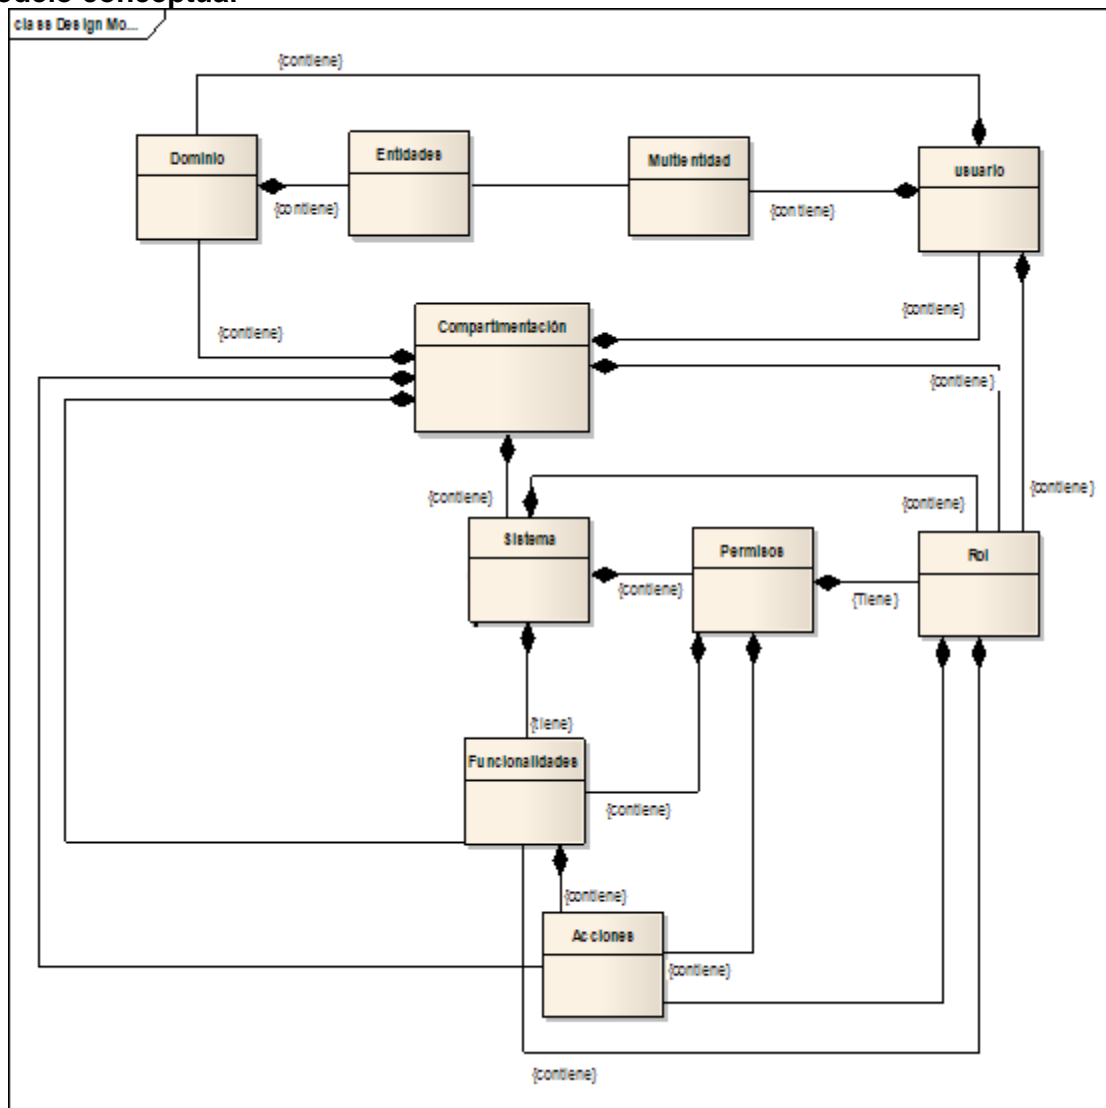 odelo conceptual
class Design Mo...
{contiene}
Dominio
Entidades
Multientidad
usuario
{contiene}
{contiene}
Compartimentación
{contiene}
{contiene}
{contiene}
{contiene}
{contiene}
{contiene}
Sistema
Permisos
Rol
{contiene}
{Tiene}
{tiene}
Funcionalidades
{contiene}
{contiene}
Acciones
{contiene}
{contiene}